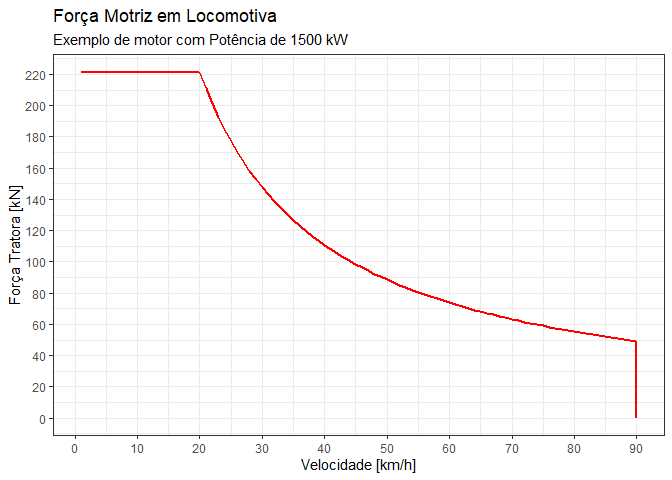 Força Motriz em Locomotiva
Exemplo de motor com Potência de 1500 kW
220
200
180
160
140
120
100
80
60
40
20
0
Força Tratora [kN]
0 10 20 30 40 50 60 70 80 90
Velocidade [km/h]